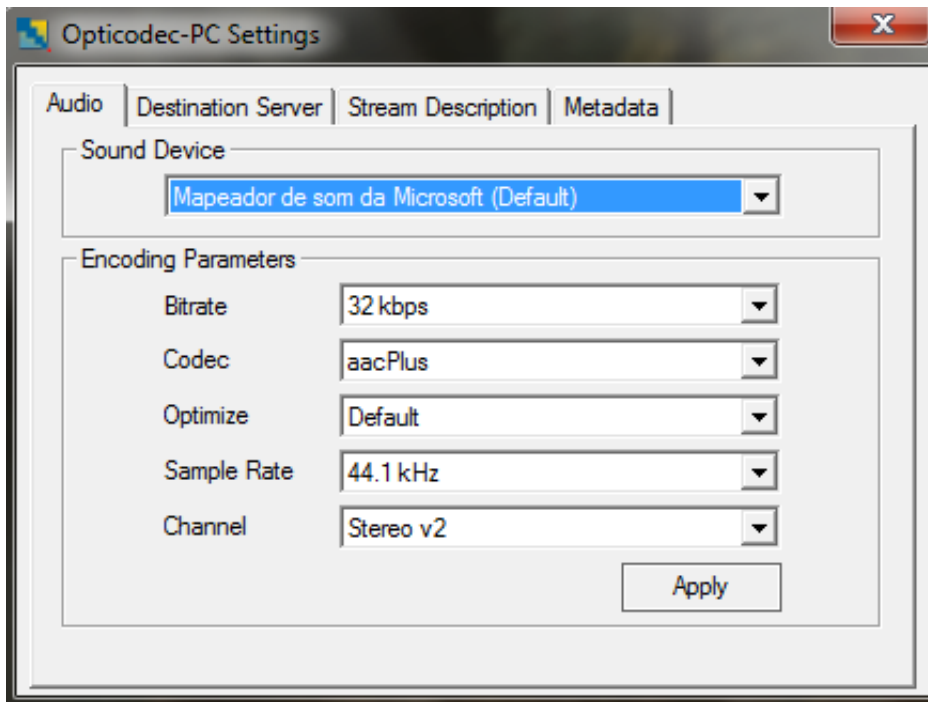 Opticodec-PC Settings
Audio
Destination Server
Stream Description
Metadata
Sound Device
Mapeador de som da Microsoft (Default)
Encoding Parameters
Bitrate 32 kbps
Codec aacPlus
Optimize Default
Sample Rate 44.1 kHz
Channel Stereo v2
Apply